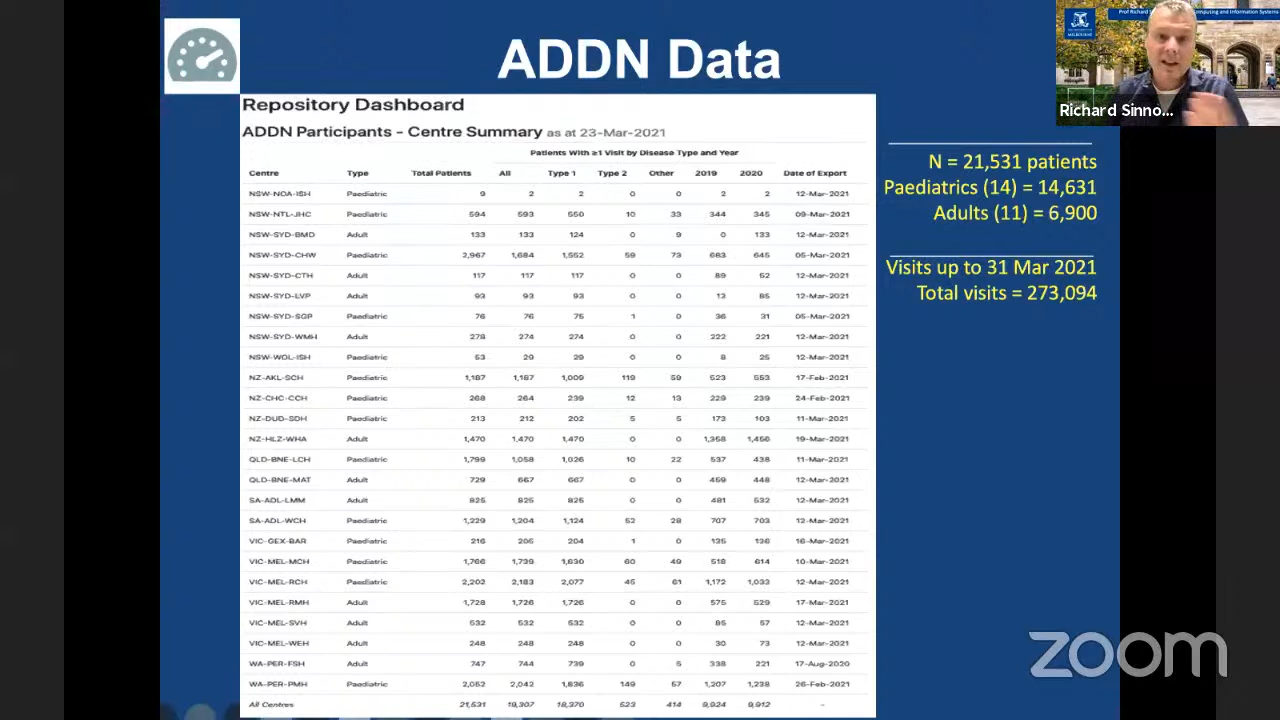 ADDN Data
Repository Dashboard
ADDN Participants - Centre Summary as at 23-Mar-2021
Patients With ≥1 Visit by Disease Type and Year
Centre Type Total Patients All Type 1 Type 2 Other 2019 2020 Date of Export
NSW-NOA-ISH Paediatric 9 2 2 0 0 2 2 12-Mar-2021
NSW-NTL-JHC Paediatric 594 593 550 10 33 344 345 09-Mar-2021
NSW-SYD-BMD Adult 133 133 124 0 9 0 133 12-Mar-2021
NSW-SYD-CHW Paediatric 2,967 1,684 1,552 59 73 683 645 05-Mar-2021
NSW-SYD-CTH Adult 117 117 117 0 0 89 52 12-Mar-2021
NSW-SYD-LVP Adult 93 93 93 0 0 13 85 12-Mar-2021
NSW-SYD-SGP Paediatric 76 76 75 1 0 36 31 05-Mar-2021
NSW-SYD-WMH Adult 278 274 274 0 0 222 221 12-Mar-2021
NSW-WOL-ISH Paediatric 53 29 29 0 0 8 25 12-Mar-2021
NZ-AKL-SCH Paediatric 1,187 1,187 1,009 119 59 523 553 17-Feb-2021
NZ-CHC-CCH Paediatric 268 264 239 12 13 229 239 24-Feb-2021
NZ-DUD-SDH Paediatric 213 212 202 5 5 173 103 11-Mar-2021
NZ-HLZ-WHA Adult 1,470 1,470 1,470 0 0 1,358 1,456 19-Mar-2021
QLD-BNE-LCH Paediatric 1,799 1,058 1,026 10 22 537 438 11-Mar-2021
QLD-BNE-MAT Adult 729 667 667 0 0 459 448 12-Mar-2021
SA-ADL-LMM Adult 825 825 825 0 0 481 532 12-Mar-2021
SA-ADL-WCH Paediatric 1,229 1,204 1,124 52 28 707 703 12-Mar-2021
VIC-GEX-BAR Paediatric 216 205 204 1 0 135 136 16-Mar-2021
VIC-MEL-MCH Paediatric 1,766 1,739 1,630 60 49 518 614 10-Mar-2021
VIC-MEL-RCH Paediatric 2,202 2,183 2,077 45 61 1,172 1,033 12-Mar-2021
VIC-MEL-RMH Adult 1,728 1,726 1,726 0 0 575 529 17-Mar-2021
VIC-MEL-SVH Adult 532 532 532 0 0 85 57 12-Mar-2021
VIC-MEL-WEH Adult 248 248 248 0 0 30 73 12-Mar-2021
WA-PER-FSH Adult 747 744 739 0 5 338 221 17-Aug-2020
WA-PER-PMH Paediatric 2,052 2,042 1,836 149 57 1,207 1,238 26-Feb-2021
All Centres 21,531 19,307 18,370 523 414 9,924 9,912 -
N = 21,531 patients
Paediatrics (14) = 14,631
Adults (11) = 6,900
Visits up to 31 Mar 2021
Total visits = 273,094
Prof Richard Computing and Information Systems
MELBOURNE
Richard Sinno...
zoom